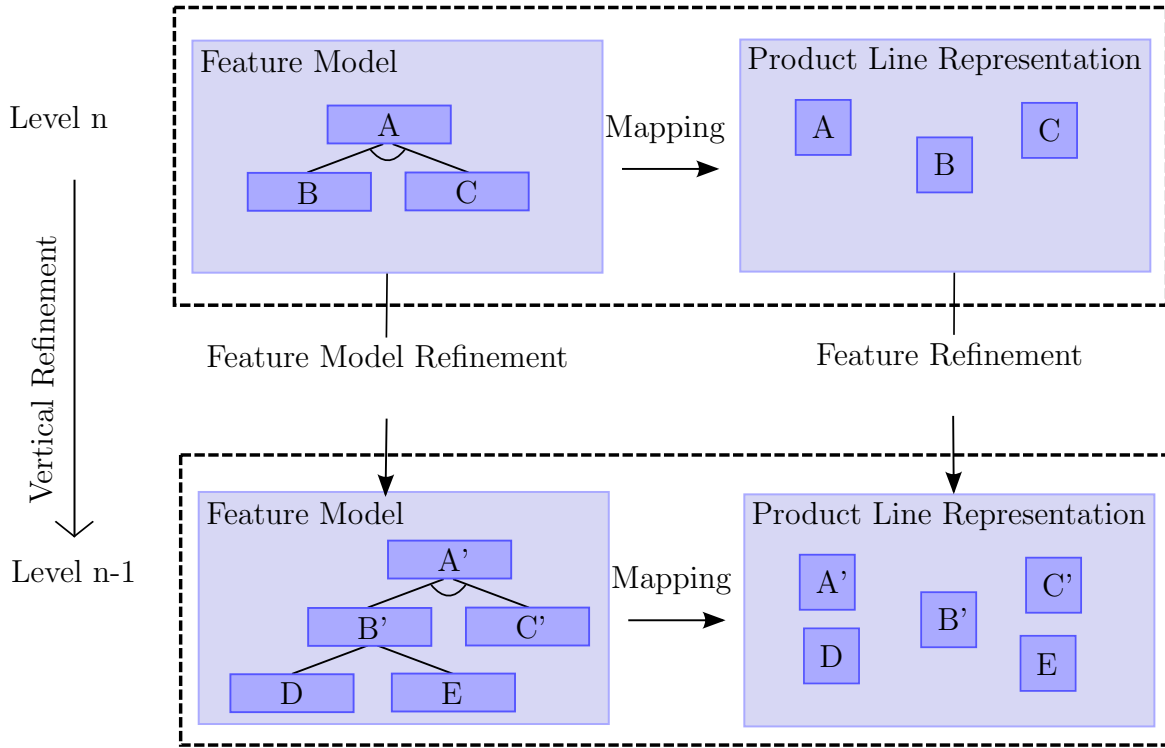 Feature Model
Product Line Representation
Level n
A
Mapping
A
C
B
B
C
Vertical Refinement
Feature Model Refinement
Feature Refinement
Feature Model
Product Line Representation
Level n-1
A'
Mapping
A'
C'
B'
C'
B'
D
E
D
E